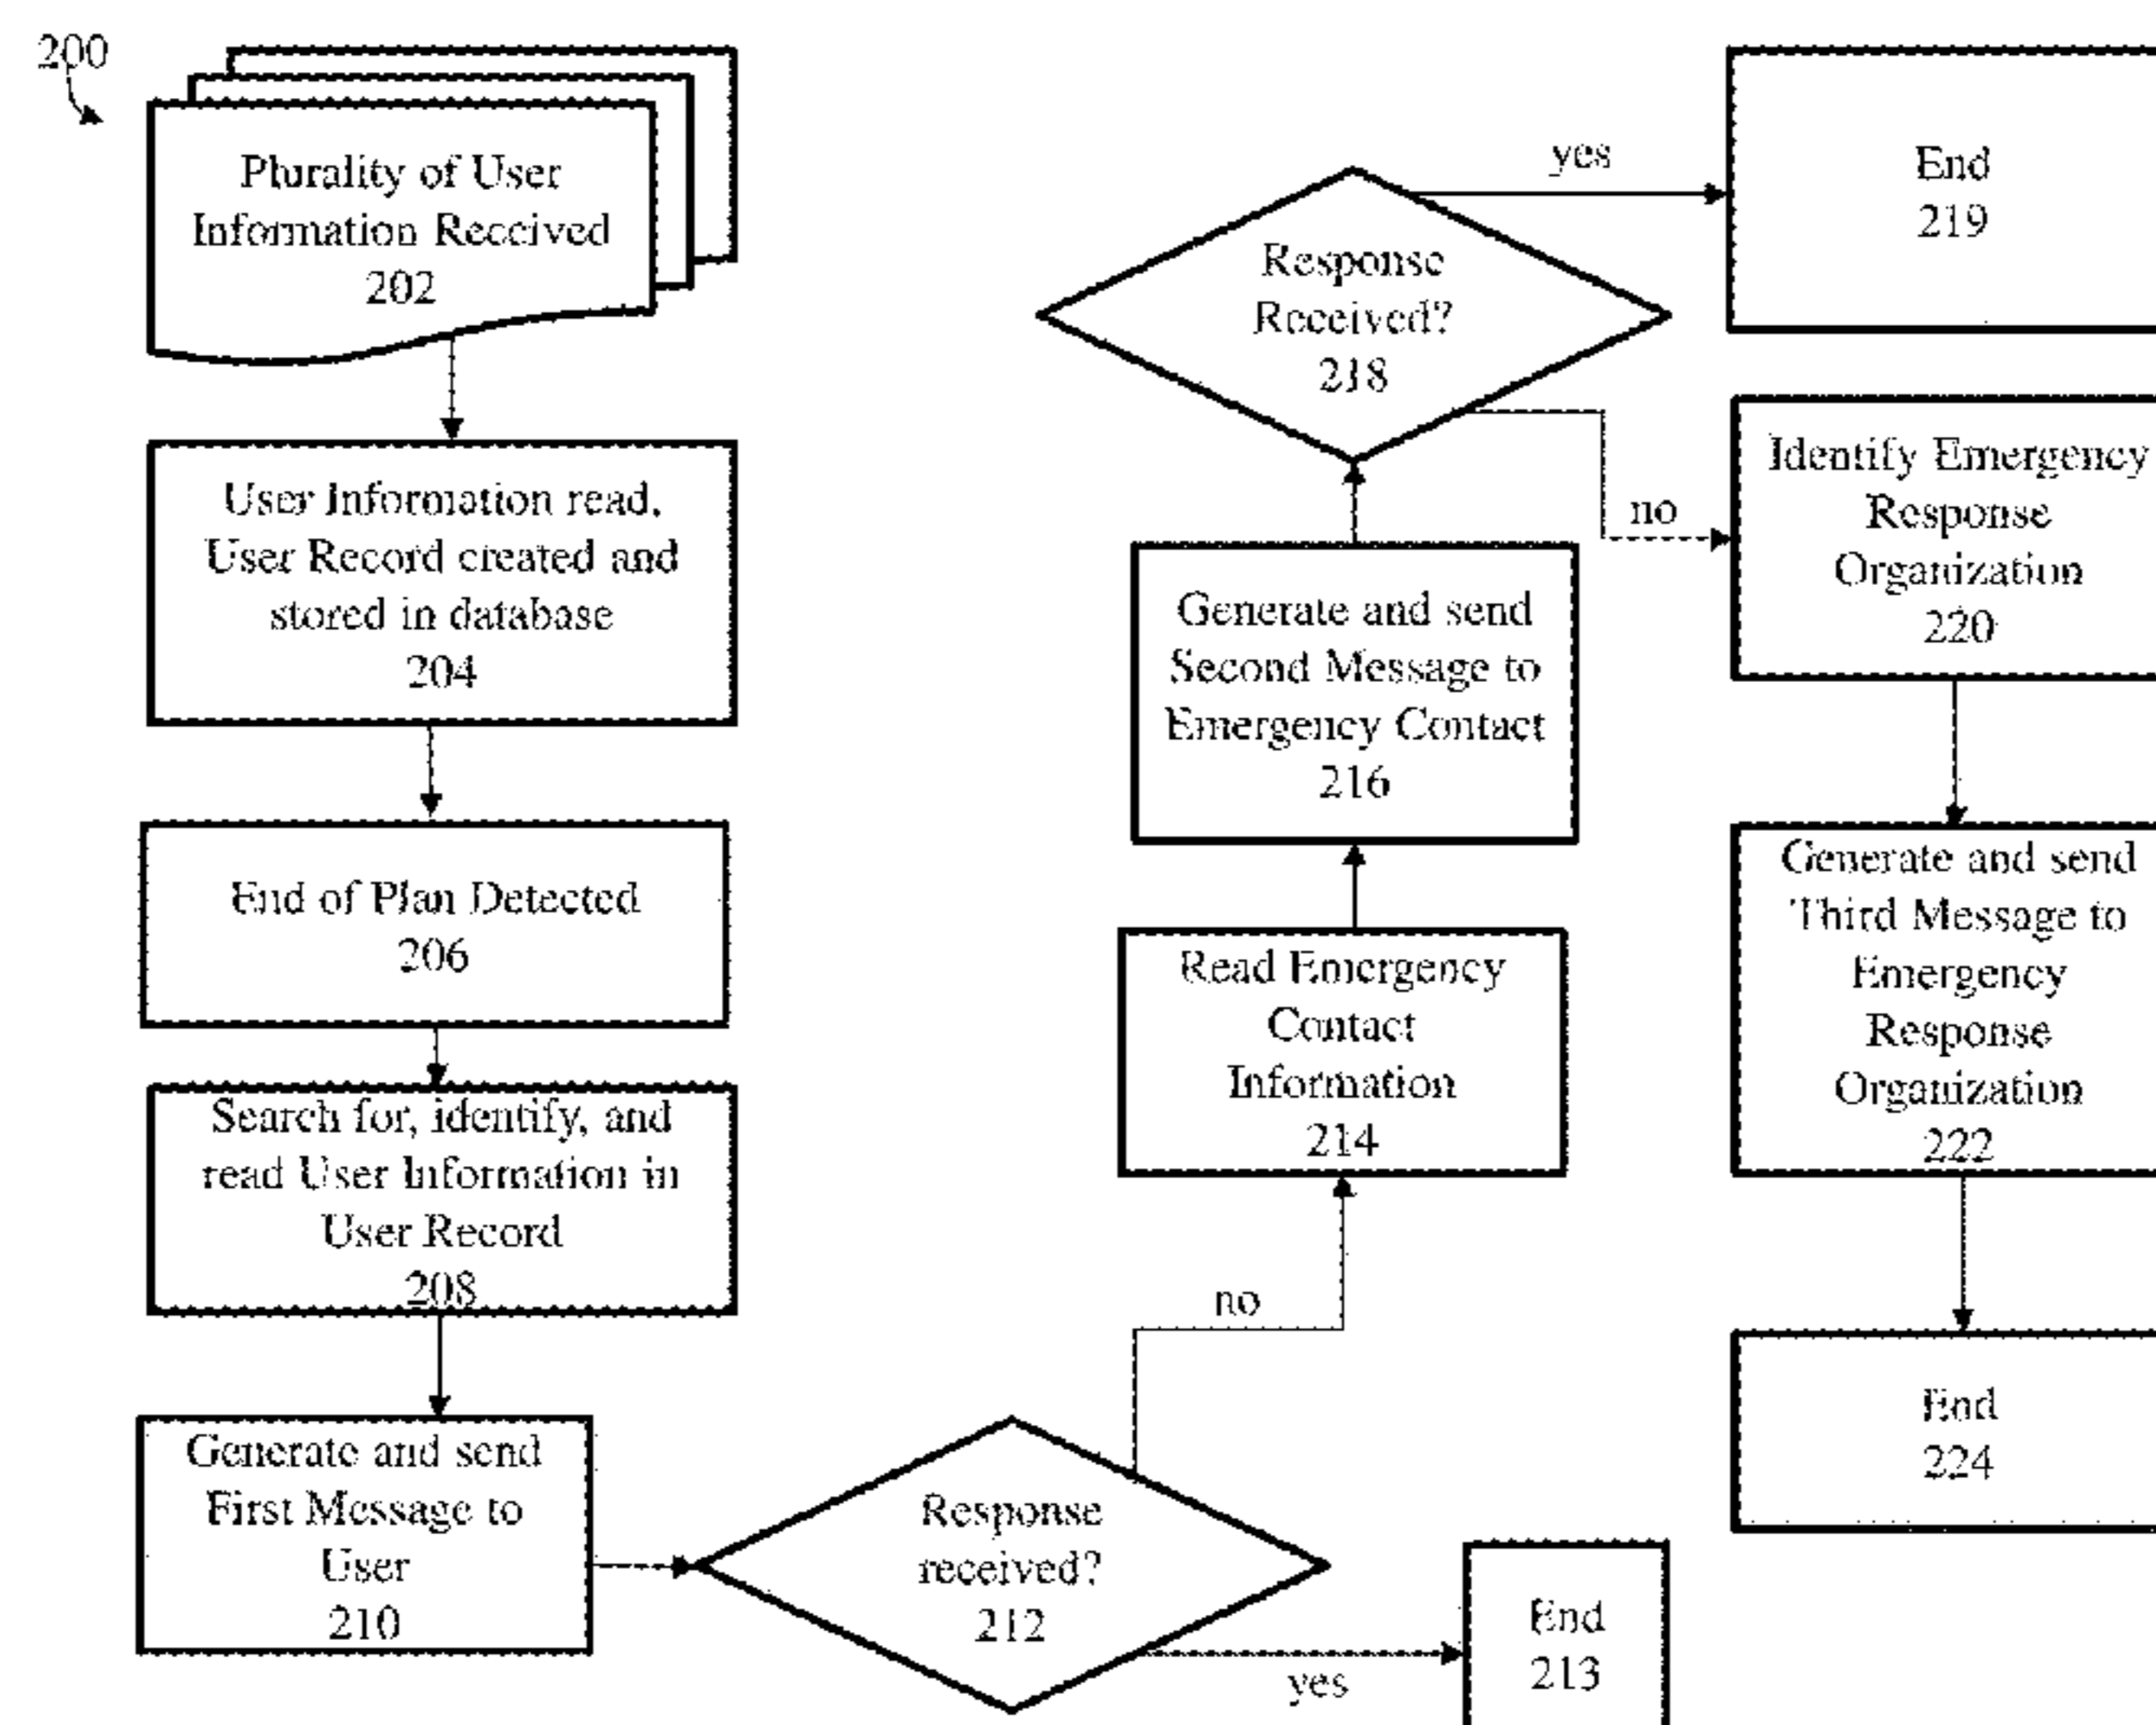 200
Plurality of User
Information Received
202
User Information read,
User Record created and
stored in database
204
End of Plan Detected
206
Search for, identify, and
read User Information in
User Record
208
Generate and send
First Message to
User
210
Response
received?
212
yes
End
213
no
Read Emergency
Contact
Information
214
Generate and send
Second Message to
Emergency Contact
216
Response
Received?
218
yes
End
219
no
Identify Emergency
Response
Organization
220
Generate and send
Third Message to
Emergency
Response
Organization
222
End
224